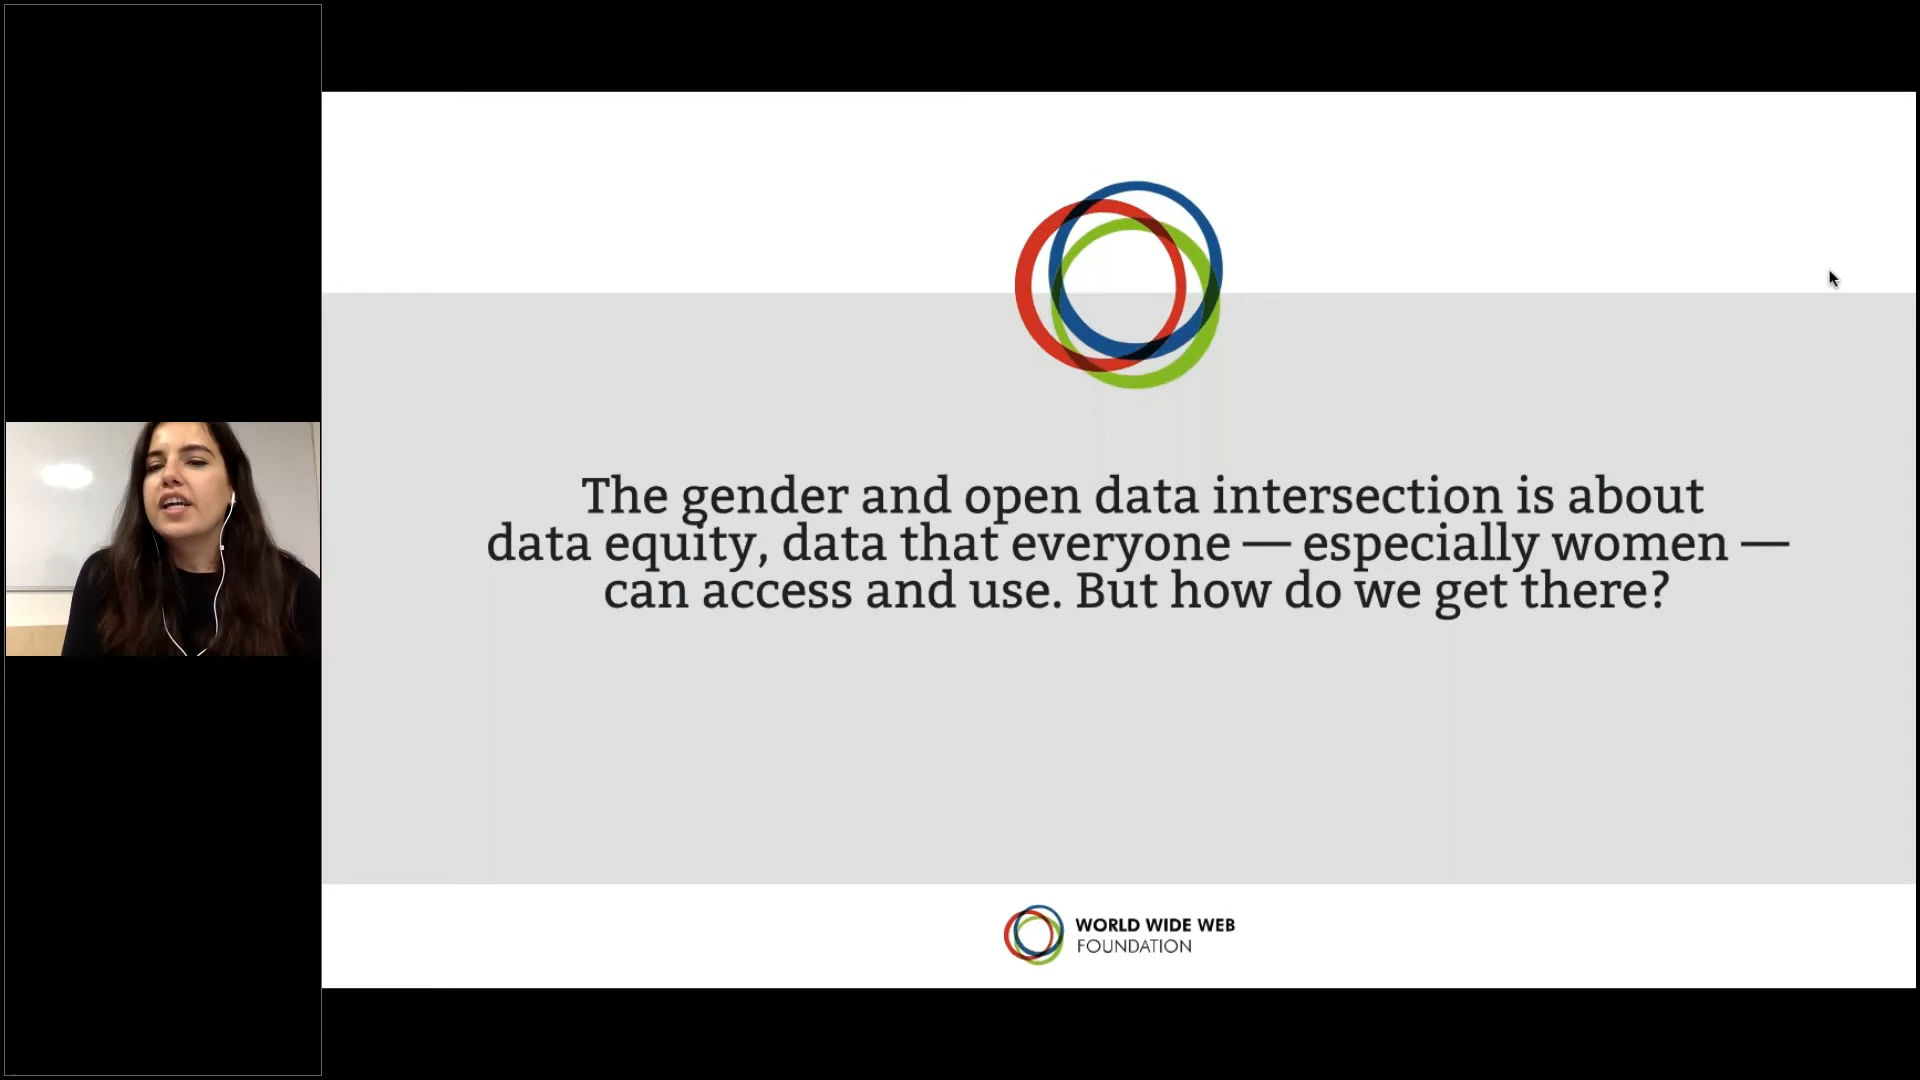 The gender and open data intersection is about
data equity, data that everyone — especially women —
can access and use. But how do we get there?
WORLD WIDE WEB
FOUNDATION